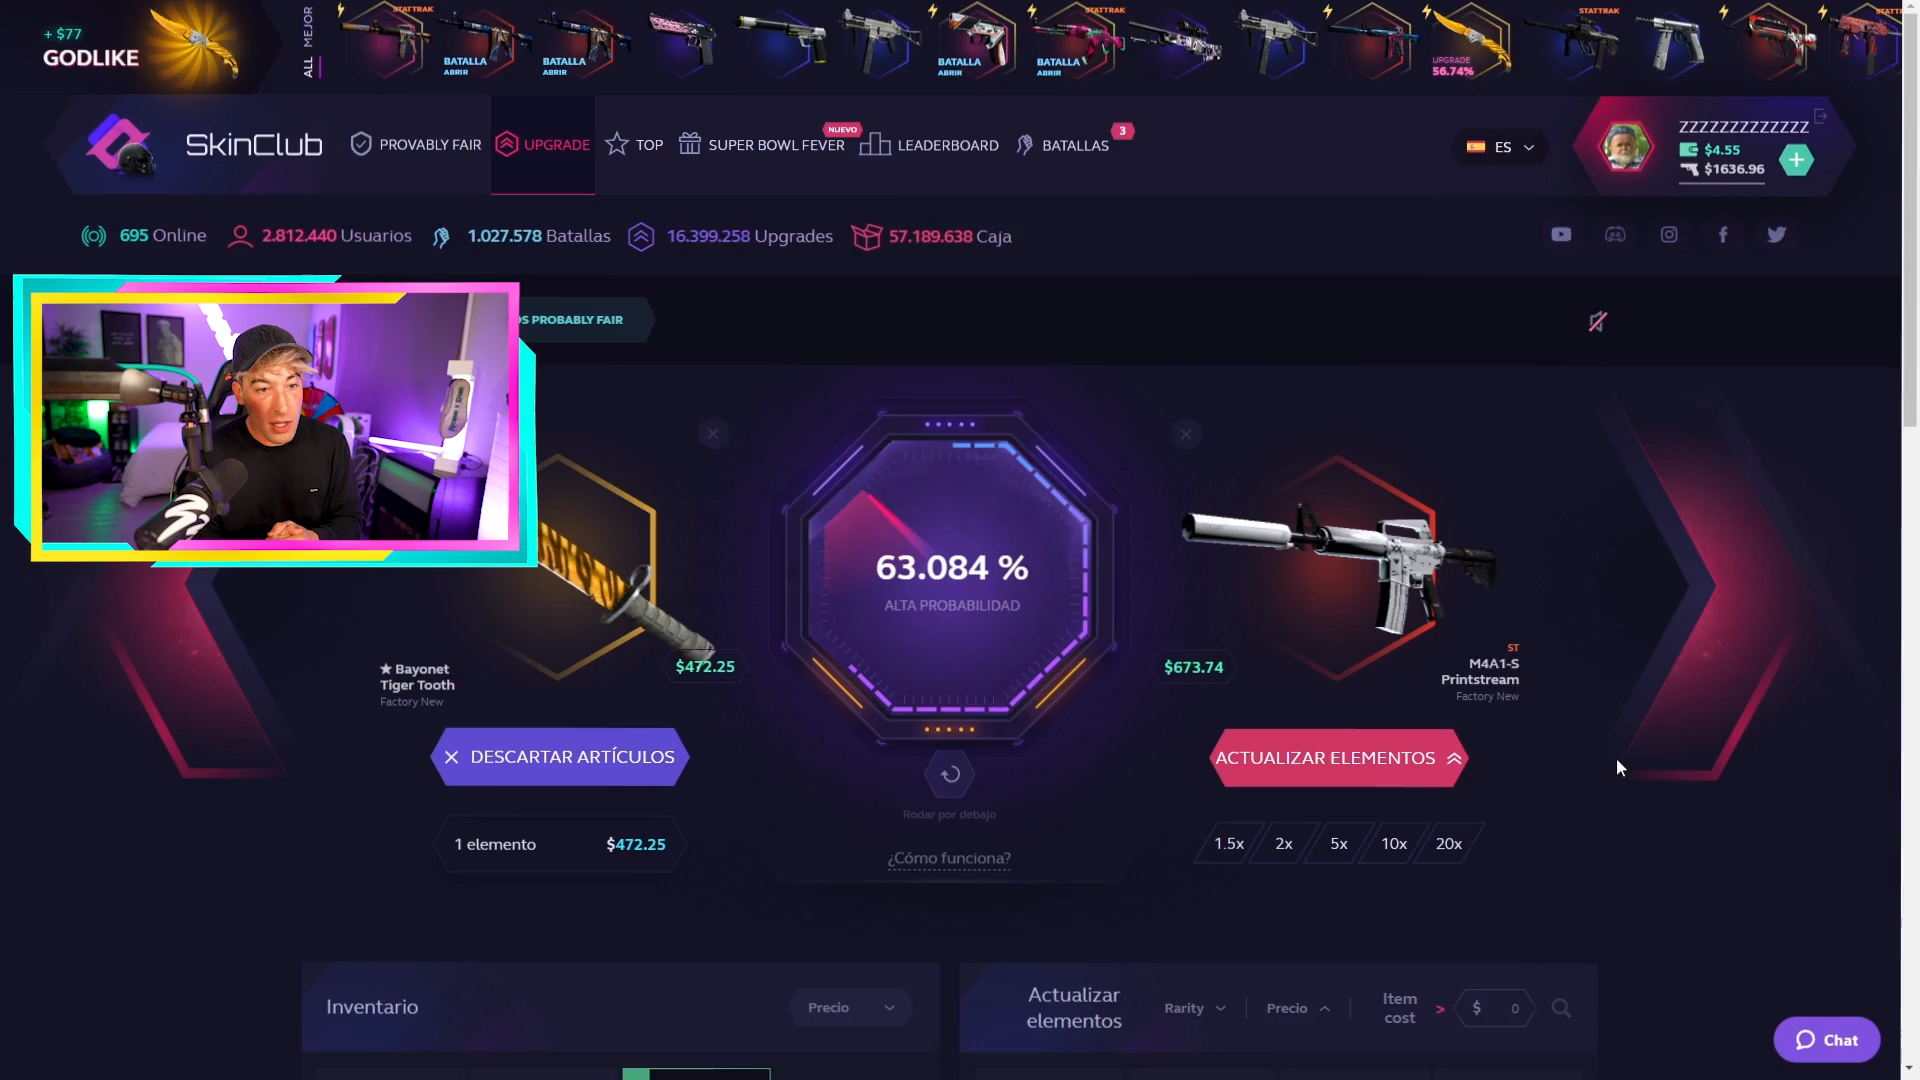 + $77
GODLIKE
ALL MEJOR
STATTRAK
BATALLA
ABRIR
BATALLA
ABRIR
BATALLA
ABRIR
STATTRAK
BATALLA
ABRIR
UPGRADE
56.74%
STATTRAK
SkinClub
PROVABLY FAIR
UPGRADE
TOP
SUPER BOWL FEVER
NUEVO
LEADERBOARD
BATALLAS
3
ES
ZZZZZZZZZZZZZ
$4.55
$1636.96
695 Online
2.812.440 Usuarios
1.027.578 Batallas
16.399.258 Upgrades
57.189.638 Caja
OS PROBABLY FAIR
63.084 %
ALTA PROBABILIDAD
★ Bayonet
Tiger Tooth
Factory New
$472.25
$673.74
ST
M4A1-S
Printstream
Factory New
DESCARTAR ARTÍCULOS
ACTUALIZAR ELEMENTOS
Rodar por debajo
1 elemento $472.25
¿Cómo funciona?
1.5x 2x 5x 10x 20x
Inventario
Precio
Actualizar
elementos
Rarity
Precio
Item
cost
>
$ 0
Chat